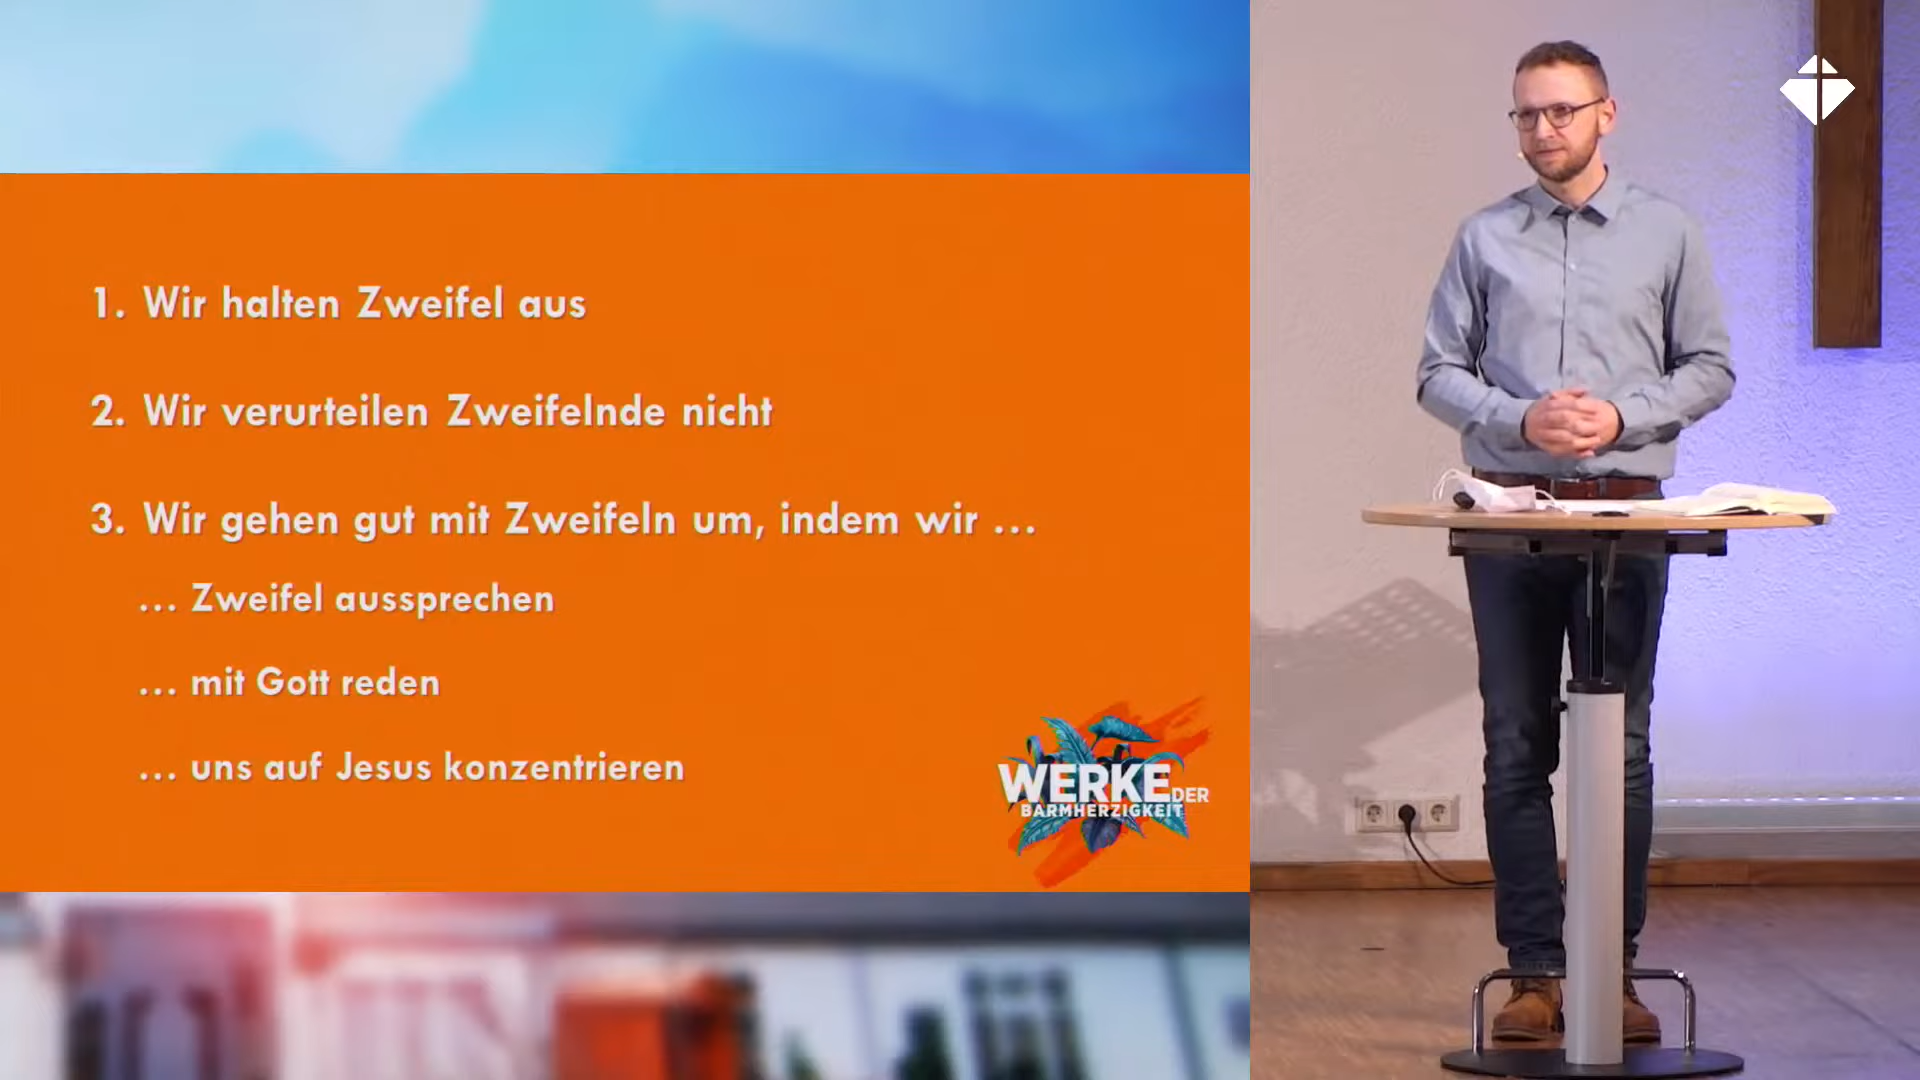 1. Wir halten Zweifel aus
2. Wir verurteilen Zweifelnde nicht
3. Wir gehen gut mit Zweifeln um, indem wir …
… Zweifel aussprechen
… mit Gott reden
… uns auf Jesus konzentrieren
WERKE DER
BARMHERZIGKEIT